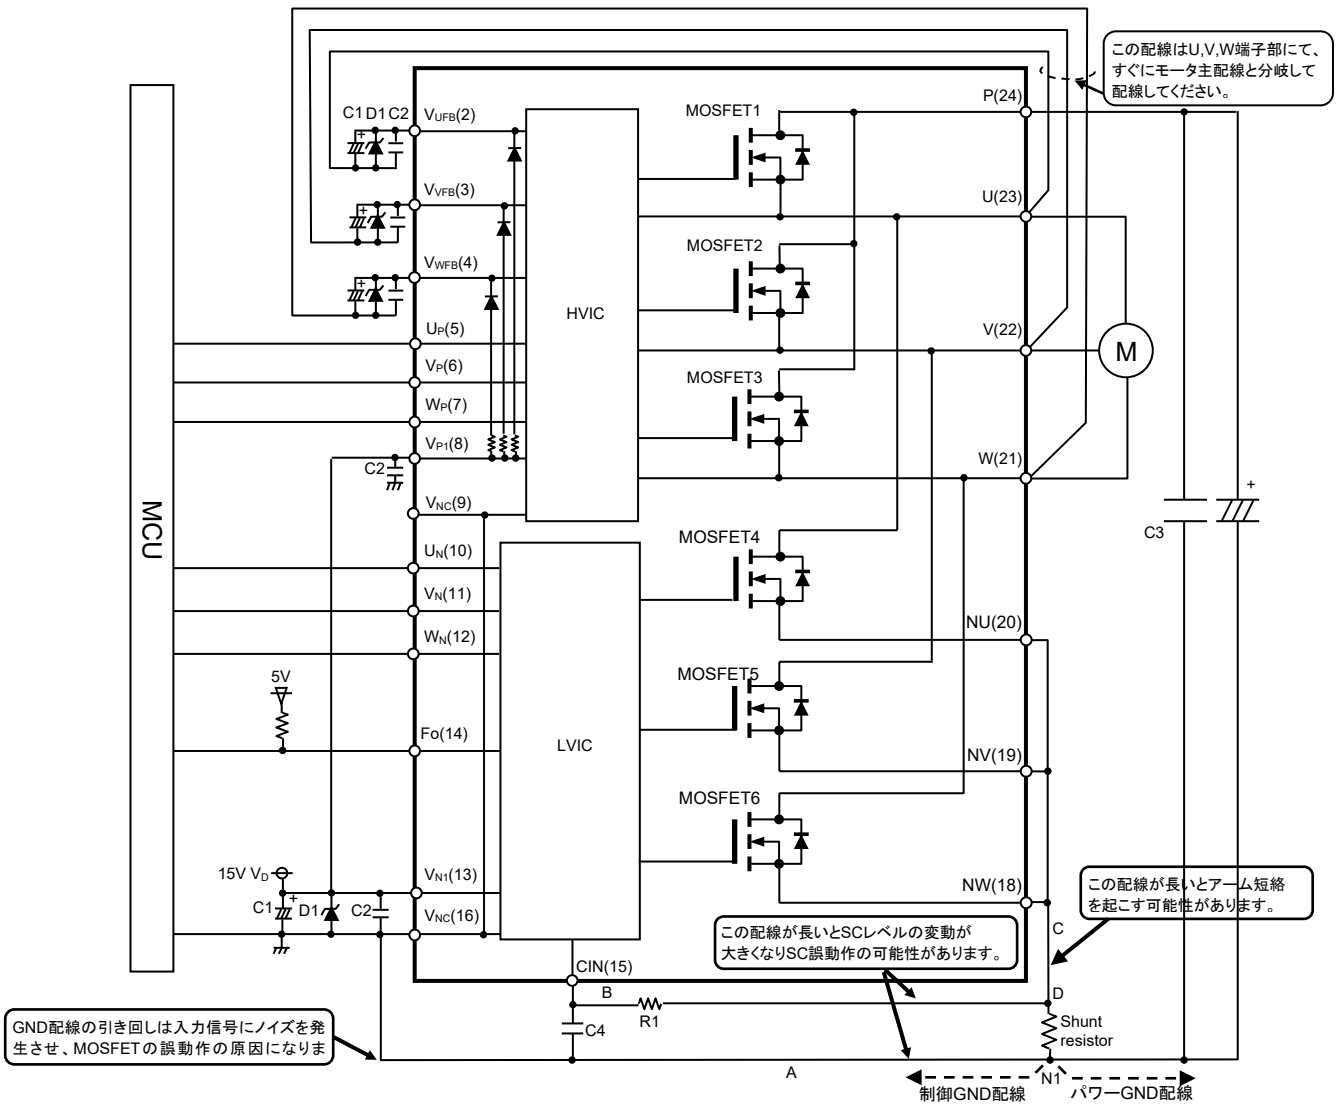 この配線はU,V,W端子部にて、
すぐにモータ主配線と分岐して
配線してください。
P(24)
MOSFET1
C1 D1 C2
VUFB(2)
VVFB(3)
U(23)
MOSFET2
VWFB(4)
HVIC
UP(5)
V(22)
M
VP(6)
MOSFET3
WP(7)
VP1(8)
C2
W(21)
+
VNC(9)
MCU
C3
MOSFET4
UN(10)
VN(11)
NU(20)
WN(12)
5V
MOSFET5
Fo(14)
LVIC
NV(19)
MOSFET6
15V VD
VN1(13)
NW(18)
この配線が長いとアーム短絡
を起こす可能性があります。
C1
+
D1
C2
VNC(16)
この配線が長いとSCレベルの変動が
大きくなりSC誤動作の可能性があります。
C
CIN(15)
B
D
R1
C4
Shunt
resistor
GND配線の引き回しは入力信号にノイズを発
生させ、MOSFETの誤動作の原因になりま
A
N1
制御GND配線
パワーGND配線